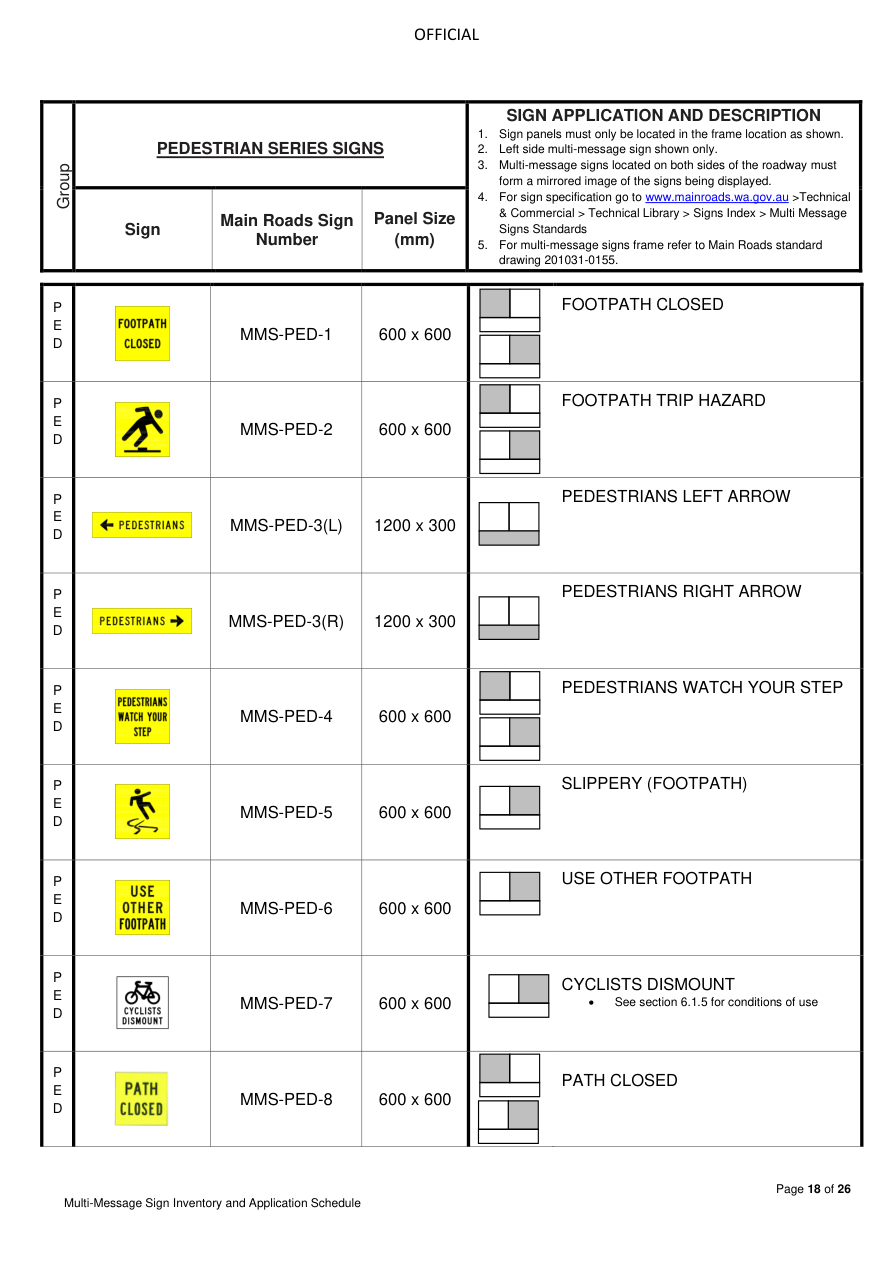 OFFICIAL
Group
PEDESTRIAN SERIES SIGNS
Sign
Main Roads Sign
Number
Panel Size
(mm)
SIGN APPLICATION AND DESCRIPTION
1. Sign panels must only be located in the frame location as shown.
2. Left side multi-message sign shown only.
3. Multi-message signs located on both sides of the roadway must
form a mirrored image of the signs being displayed.
4. For sign specification go to www.mainroads.wa.gov.au >Technical
& Commercial > Technical Library > Signs Index > Multi Message
Signs Standards
5. For multi-message signs frame refer to Main Roads standard
drawing 201031-0155.
P
E
D
FOOTPATH
CLOSED
MMS-PED-1
600 x 600
FOOTPATH CLOSED
P
E
D
MMS-PED-2
600 x 600
FOOTPATH TRIP HAZARD
P
E
D
PEDESTRIANS
MMS-PED-3(L)
1200 x 300
PEDESTRIANS LEFT ARROW
P
E
D
PEDESTRIANS
MMS-PED-3(R)
1200 x 300
PEDESTRIANS RIGHT ARROW
P
E
D
PEDESTRIANS
WATCH YOUR
STEP
MMS-PED-4
600 x 600
PEDESTRIANS WATCH YOUR STEP
P
E
D
MMS-PED-5
600 x 600
SLIPPERY (FOOTPATH)
P
E
D
USE
OTHER
FOOTPATH
MMS-PED-6
600 x 600
USE OTHER FOOTPATH
P
E
D
CYCLISTS
DISMOUNT
MMS-PED-7
600 x 600
CYCLISTS DISMOUNT
• See section 6.1.5 for conditions of use
P
E
D
PATH
CLOSED
MMS-PED-8
600 x 600
PATH CLOSED
Page 18 of 26
Multi-Message Sign Inventory and Application Schedule